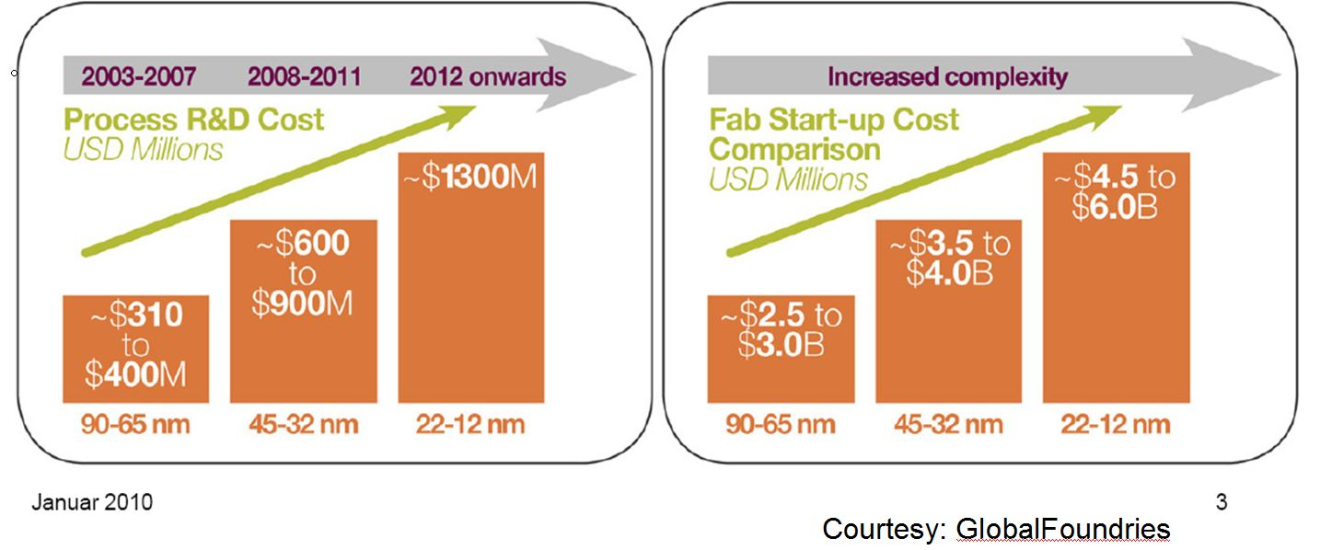 2003-2007 2008-2011 2012 onwards
Process R&D Cost
USD Millions
~$1300M
~$600
to
$900M
~$310
to
$400M
90-65 nm 45-32 nm 22-12 nm
Increased complexity
Fab Start-up Cost
Comparison
USD Millions
~$4.5 to
$6.0B
~$3.5 to
$4.0B
~$2.5 to
$3.0B
90-65 nm 45-32 nm 22-12 nm
Januar 2010
3
Courtesy: GlobalFoundries